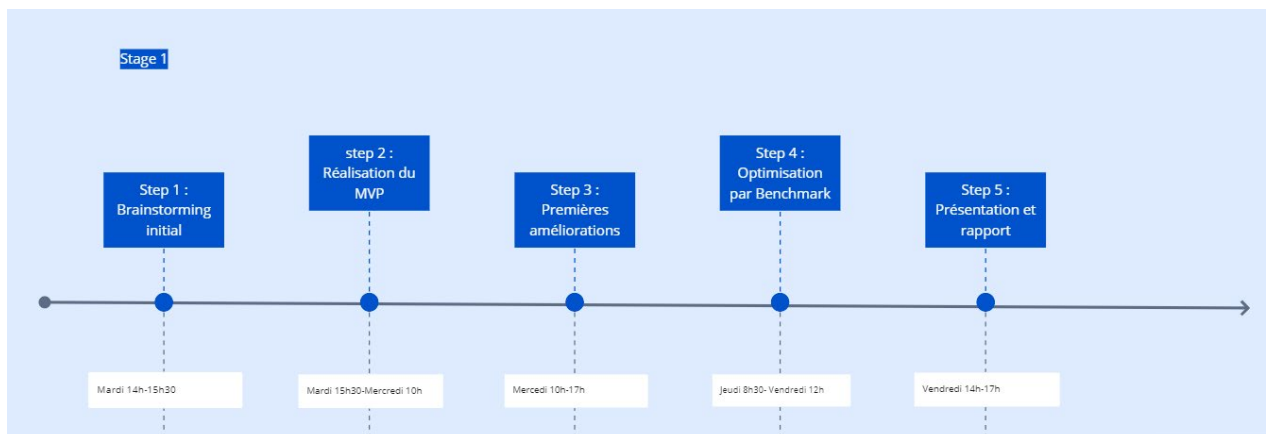 Stage 1
Step 1 :
Brainstorming
initial
step 2 :
Réalisation du
MVP
Step 3 :
Premières
améliorations
Step 4 :
Optimisation
par Benchmark
Step 5 :
Présentation et
rapport
Mardi 14h-15h30
Mardi 15h30-Mercredi 10h
Mercedi 10h-17h
Jeudi 8h30- Vendredi 12h
Vendredi 14h-17h